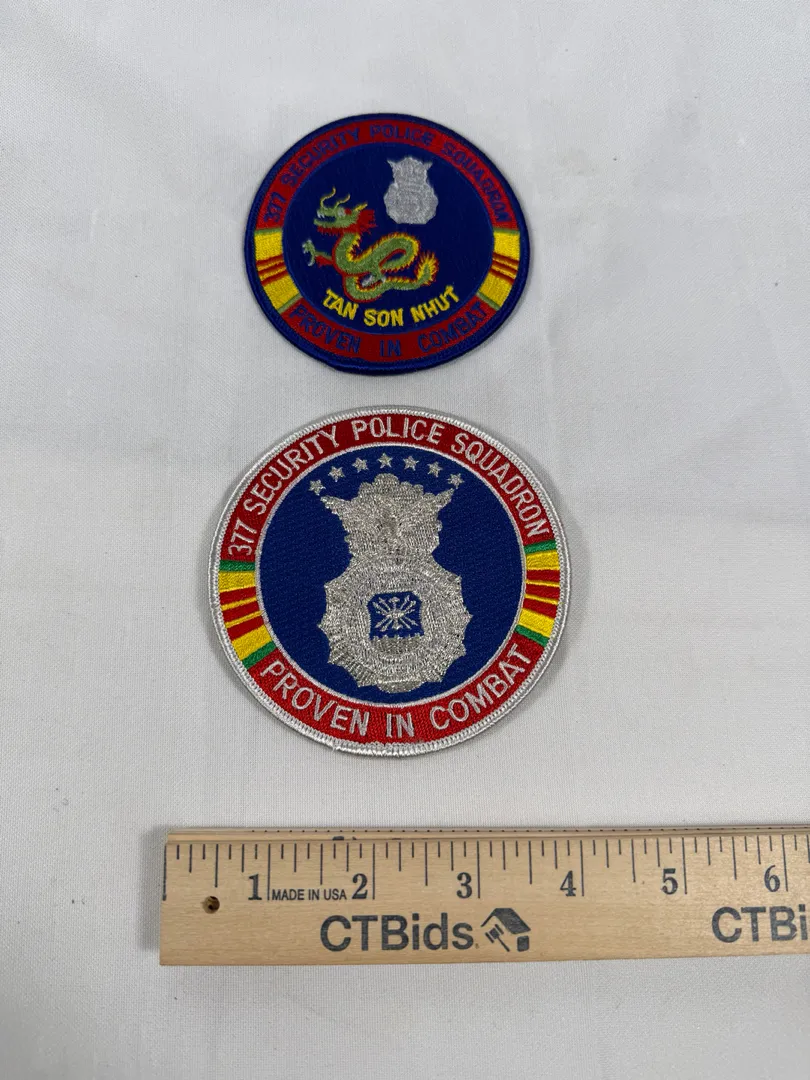 377 SECURITY POLICE SQUADRON
TAN SON NHUT
PROVEN IN COMBAT
377 SECURITY POLICE SQUADRON
PROVEN IN COMBAT
1 MADE IN USA 2 3 4 5 6
CTBids CTBi